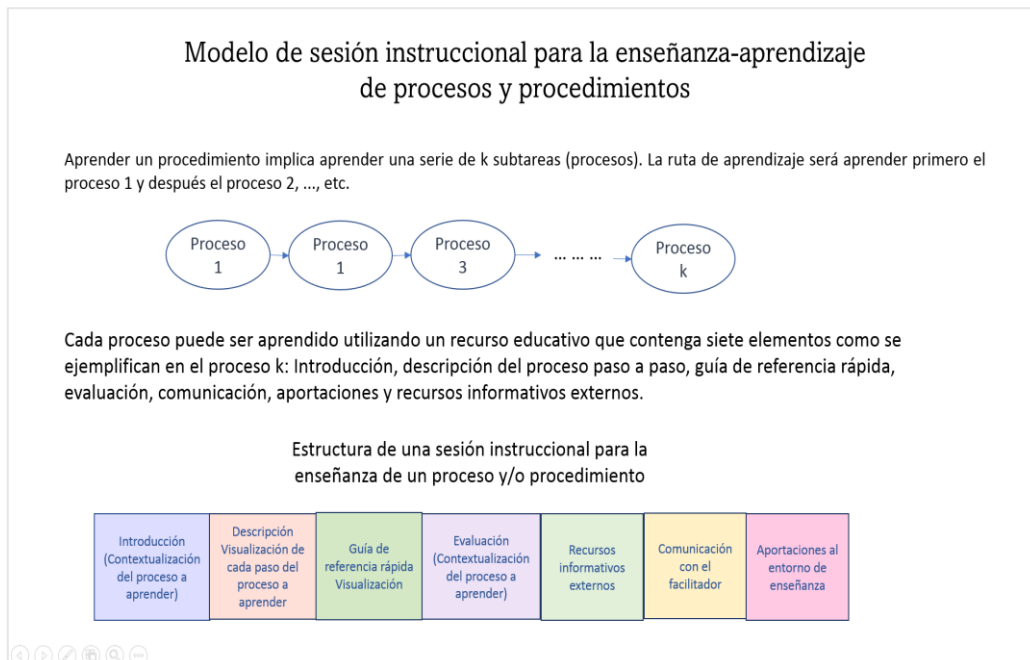 Modelo de sesión instruccional para la enseñanza-aprendizaje
de procesos y procedimientos
Aprender un procedimiento implica aprender una serie de k subtareas (procesos). La ruta de aprendizaje será aprender primero el
proceso 1 y después el proceso 2, ..., etc.
Proceso
1
Proceso
1
Proceso
3
... ... ...
Proceso
k
Cada proceso puede ser aprendido utilizando un recurso educativo que contenga siete elementos como se
ejemplifican en el proceso k: Introducción, descripción del proceso paso a paso, guía de referencia rápida,
evaluación, comunicación, aportaciones y recursos informativos externos.
Estructura de una sesión instruccional para la
enseñanza de un proceso y/o procedimiento
Introducción
(Contextualización
del proceso a
aprender)
Descripción
Visualización de
cada paso del
proceso a
aprender
Guía de
referencia rápida
Visualización
Evaluación
(Contextualización
del proceso a
aprender)
Recursos
informativos
externos
Comunicación
con el
facilitador
Aportaciones al
entorno de
enseñanza